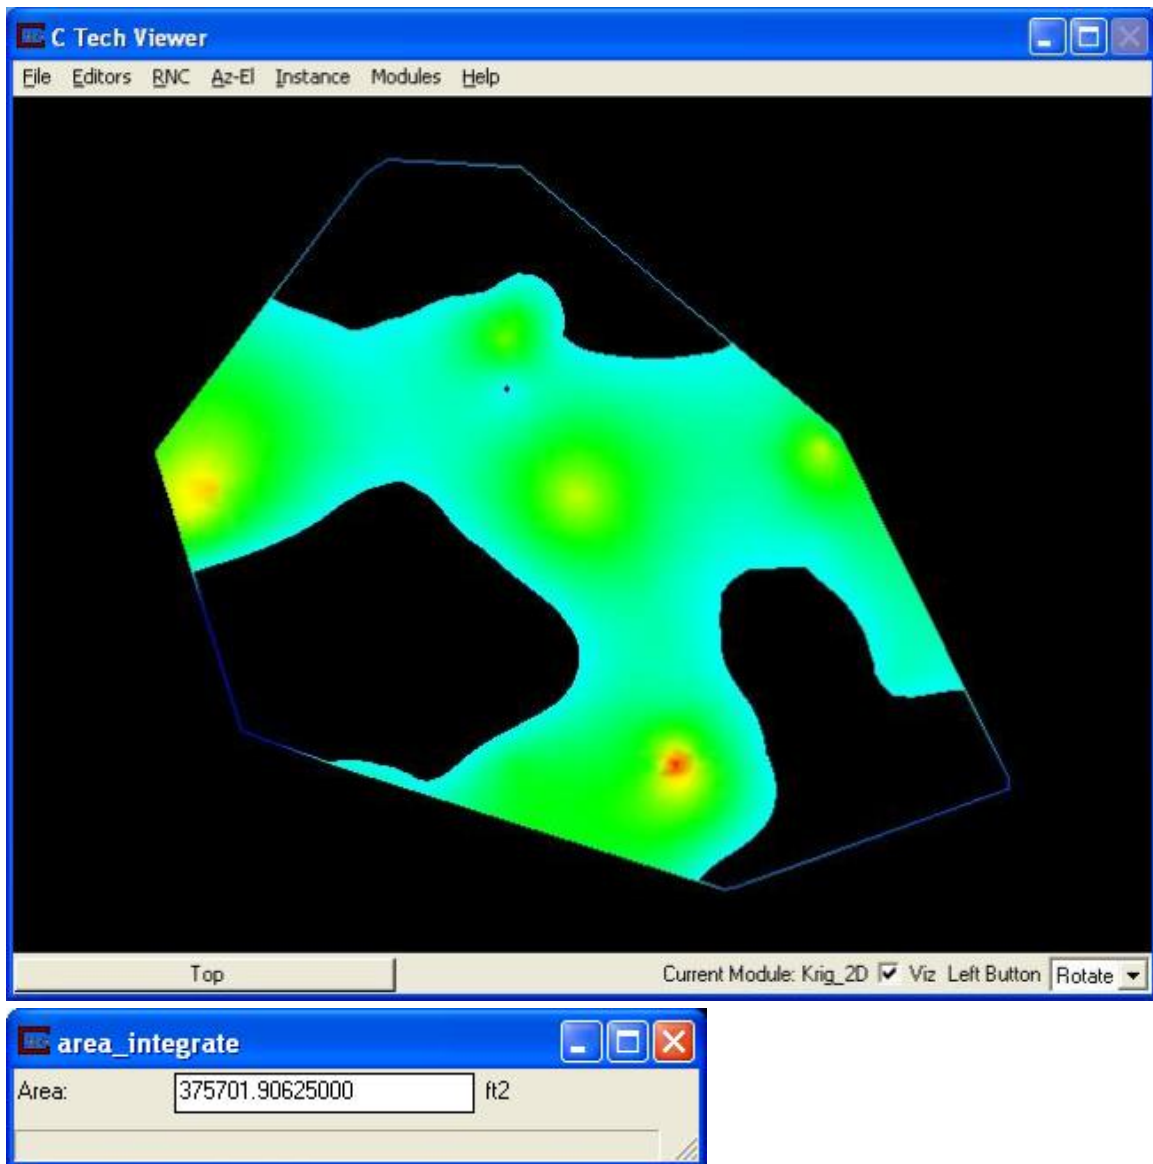 C Tech Viewer
File Editors RNC Az-El Instance Modules Help
Top Current Module: Krig_2D Viz Left Button Rotate
area_integrate
Area: 375701.90625000 ft2